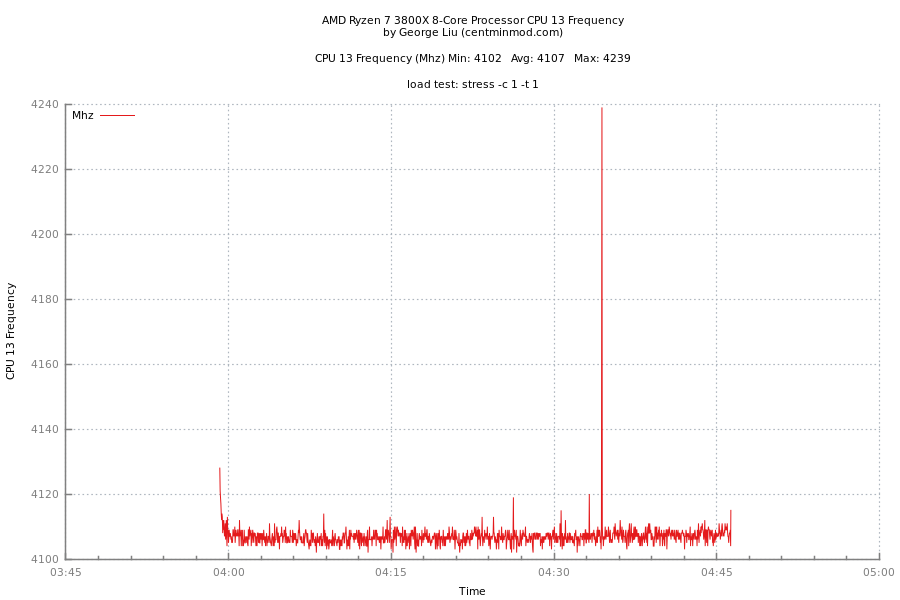 AMD Ryzen 7 3800X 8-Core Processor CPU 13 Frequency
by George Liu (centminmod.com)
CPU 13 Frequency (Mhz) Min: 4102 Avg: 4107 Max: 4239
load test: stress -c 1 -t 1
Mhz
4240
4220
4200
4180
4160
4140
4120
4100
CPU 13 Frequency
03:45 04:00 04:15 04:30 04:45 05:00
Time